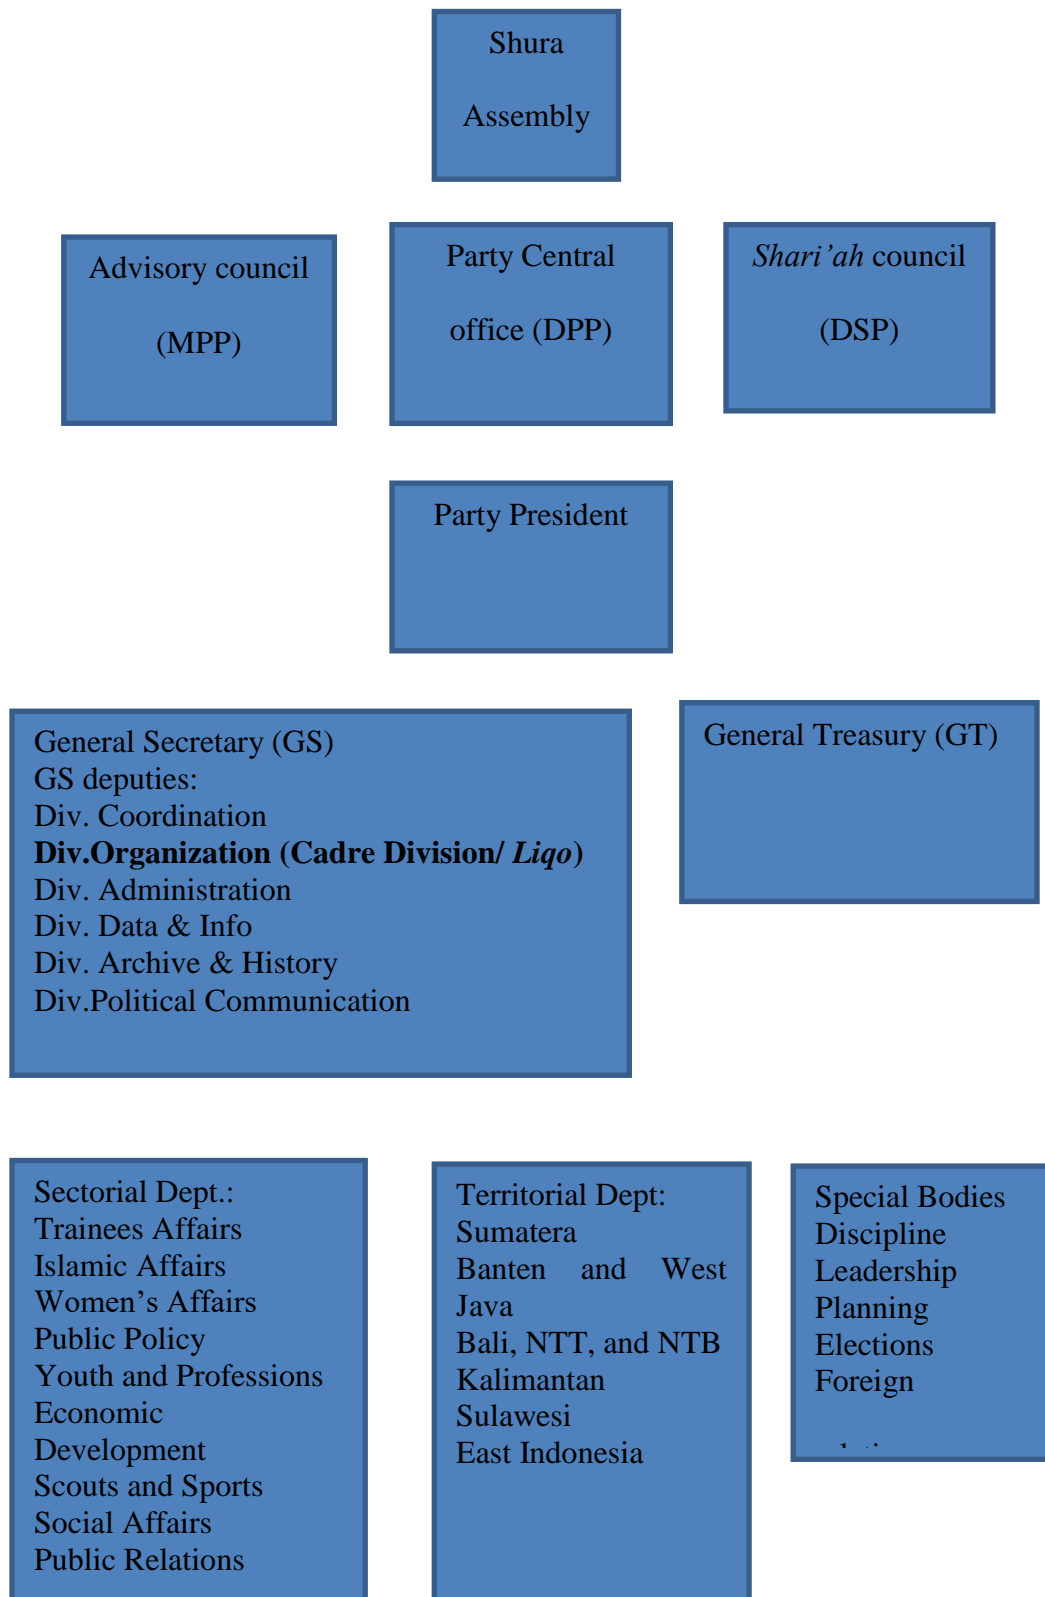 Shura
Assembly
Advisory council
(MPP)
Party Central
office (DPP)
Shari’ah council
(DSP)
Party President
General Secretary (GS)
GS deputies:
Div. Coordination
Div.Organization (Cadre Division/ Liqo)
Div. Administration
Div. Data & Info
Div. Archive & History
Div.Political Communication
General Treasury (GT)
Sectorial Dept.:
Trainees Affairs
Islamic Affairs
Women’s Affairs
Public Policy
Youth and Professions
Economic
Development
Scouts and Sports
Social Affairs
Public Relations
Territorial Dept:
Sumatera
Banten and West
Java
Bali, NTT, and NTB
Kalimantan
Sulawesi
East Indonesia
Special Bodies
Discipline
Leadership
Planning
Elections
Foreign